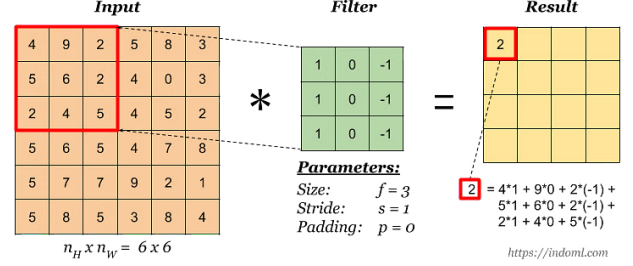 Input Filter Result
4 9 2 5 8 3
5 6 2 4 0 3
2 4 5 4 5 2
5 6 5 4 7 8
5 7 7 9 2 1
5 8 5 3 8 4
n_H x n_W = 6 x 6
*
1 0 -1
1 0 -1
1 0 -1
Parameters:
Size: f = 3
Stride: s = 1
Padding: p = 0
=
2
2 = 4*1 + 9*0 + 2*(-1) +
5*1 + 6*0 + 2*(-1) +
2*1 + 4*0 + 5*(-1)
https://indoml.com